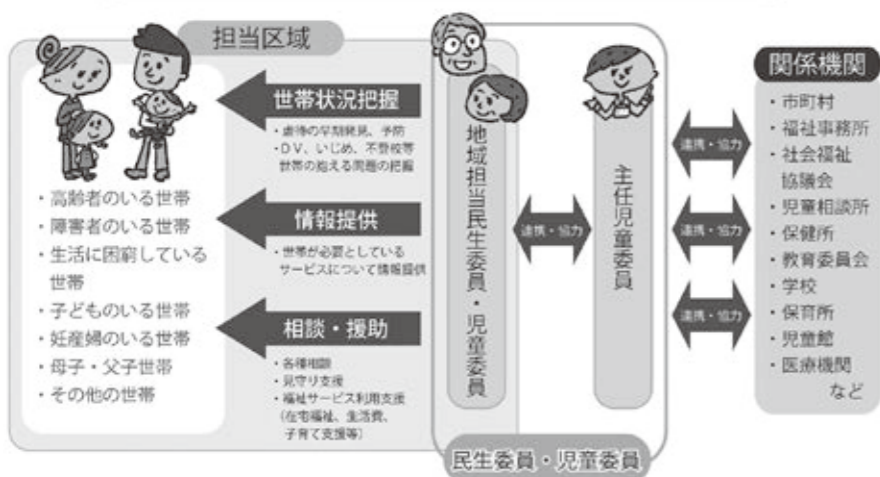 担当区域
・高齢者のいる世帯
・障害者のいる世帯
・生活に困窮している
世帯
・子どものいる世帯
・妊産婦のいる世帯
・母子・父子世帯
・その他の世帯
世帯状況把握
・虐待の早期発見、予防
・DV、いじめ、不登校等
世帯の抱える問題の把握
情報提供
・世帯が必要としている
サービスについて情報提供
相談・援助
・各種相談
・見守り支援
・福祉サービス利用支援
(在宅福祉、生活費、
子育て支援等)
地域担当民生委員・児童委員
連携・協力
主任児童委員
民生委員・児童委員
連携・協力
連携・協力
連携・協力
関係機関
・市町村
・福祉事務所
・社会福祉
協議会
・児童相談所
・保健所
・教育委員会
・学校
・保育所
・児童館
・医療機関
など